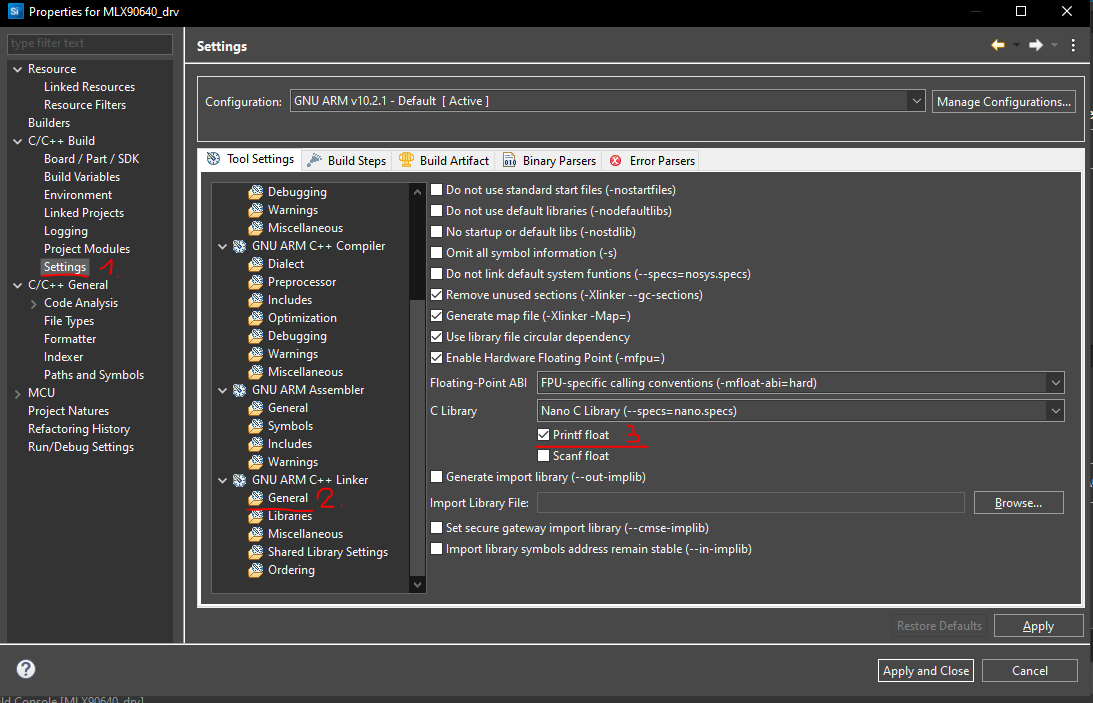 Properties for MLX90640_drv
type filter text
Resource
Linked Resources
Resource Filters
Builders
C/C++ Build
Board / Part / SDK
Build Variables
Environment
Linked Projects
Logging
Project Modules
Settings 1.
C/C++ General
Code Analysis
File Types
Formatter
Indexer
Paths and Symbols
MCU
Project Natures
Refactoring History
Run/Debug Settings
Settings
Configuration: GNU ARM v10.2.1 - Default [ Active ] Manage Configurations...
Tool Settings Build Steps Build Artifact Binary Parsers Error Parsers
Debugging
Warnings
Miscellaneous
GNU ARM C++ Compiler
Dialect
Preprocessor
Includes
Optimization
Debugging
Warnings
Miscellaneous
GNU ARM Assembler
General
Symbols
Includes
Warnings
GNU ARM C++ Linker
General 2.
Libraries
Miscellaneous
Shared Library Settings
Ordering
Do not use standard start files (-nostartfiles)
Do not use default libraries (-nodefaultlibs)
No startup or default libs (-nostdlib)
Omit all symbol information (-s)
Do not link default system funtions (--specs=nosys.specs)
Remove unused sections (-Xlinker --gc-sections)
Generate map file (-Xlinker -Map=)
Use library file circular dependency
Enable Hardware Floating Point (-mfpu=)
Floating-Point ABI FPU-specific calling conventions (-mfloat-abi=hard)
C Library Nano C Library (--specs=nano.specs)
Printf float 3
Scanf float
Generate import library (--out-implib)
Import Library File: Browse...
Set secure gateway import library (--cmse-implib)
Import library symbols address remain stable (--in-implib)
Restore Defaults Apply
Apply and Close Cancel
ld Console [MLX90640_drv]